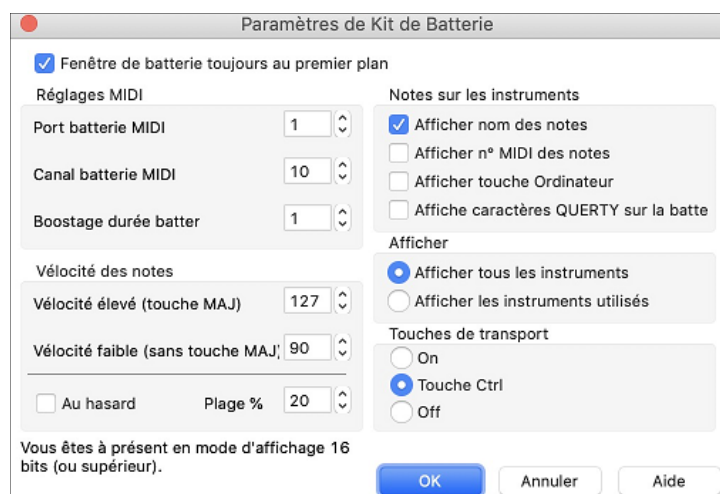 Paramètres de Kit de Batterie
Fenêtre de batterie toujours au premier plan
Réglages MIDI
Port batterie MIDI 1
Canal batterie MIDI 10
Boostage durée batter 1
Vélocité des notes
Vélocité élevé (touche MAJ) 127
Vélocité faible (sans touche MAJ) 90
Au hasard Plage % 20
Vous êtes à présent en mode d'affichage 16
bits (ou supérieur).
Notes sur les instruments
Afficher nom des notes
Afficher n° MIDI des notes
Afficher touche Ordinateur
Affiche caractères QUERTY sur la batte
Afficher
Afficher tous les instruments
Afficher les instruments utilisés
Touches de transport
On
Touche Ctrl
Off
OK Annuler Aide